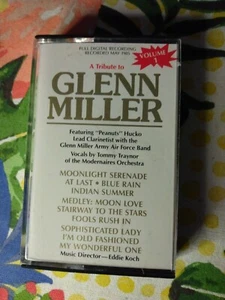 FULL DIGITAL RECORDING
RECORDED MAY 1985
VOLUME
1
A Tribute to
GLENN
MILLER
Featuring "Peanuts" Hucko
Lead Clarinetist with the
Glenn Miller Army Air Force Band
Vocals by Tommy Traynor
of the Modernaires Orchestra
MOONLIGHT SERENADE
AT LAST • BLUE RAIN
INDIAN SUMMER
MEDLEY: MOON LOVE
STAIRWAY TO THE STARS
FOOLS RUSH IN
SOPHISTICATED LADY
I'M OLD FASHIONED
MY WONDERFUL ONE
Music Director—Eddie Koch